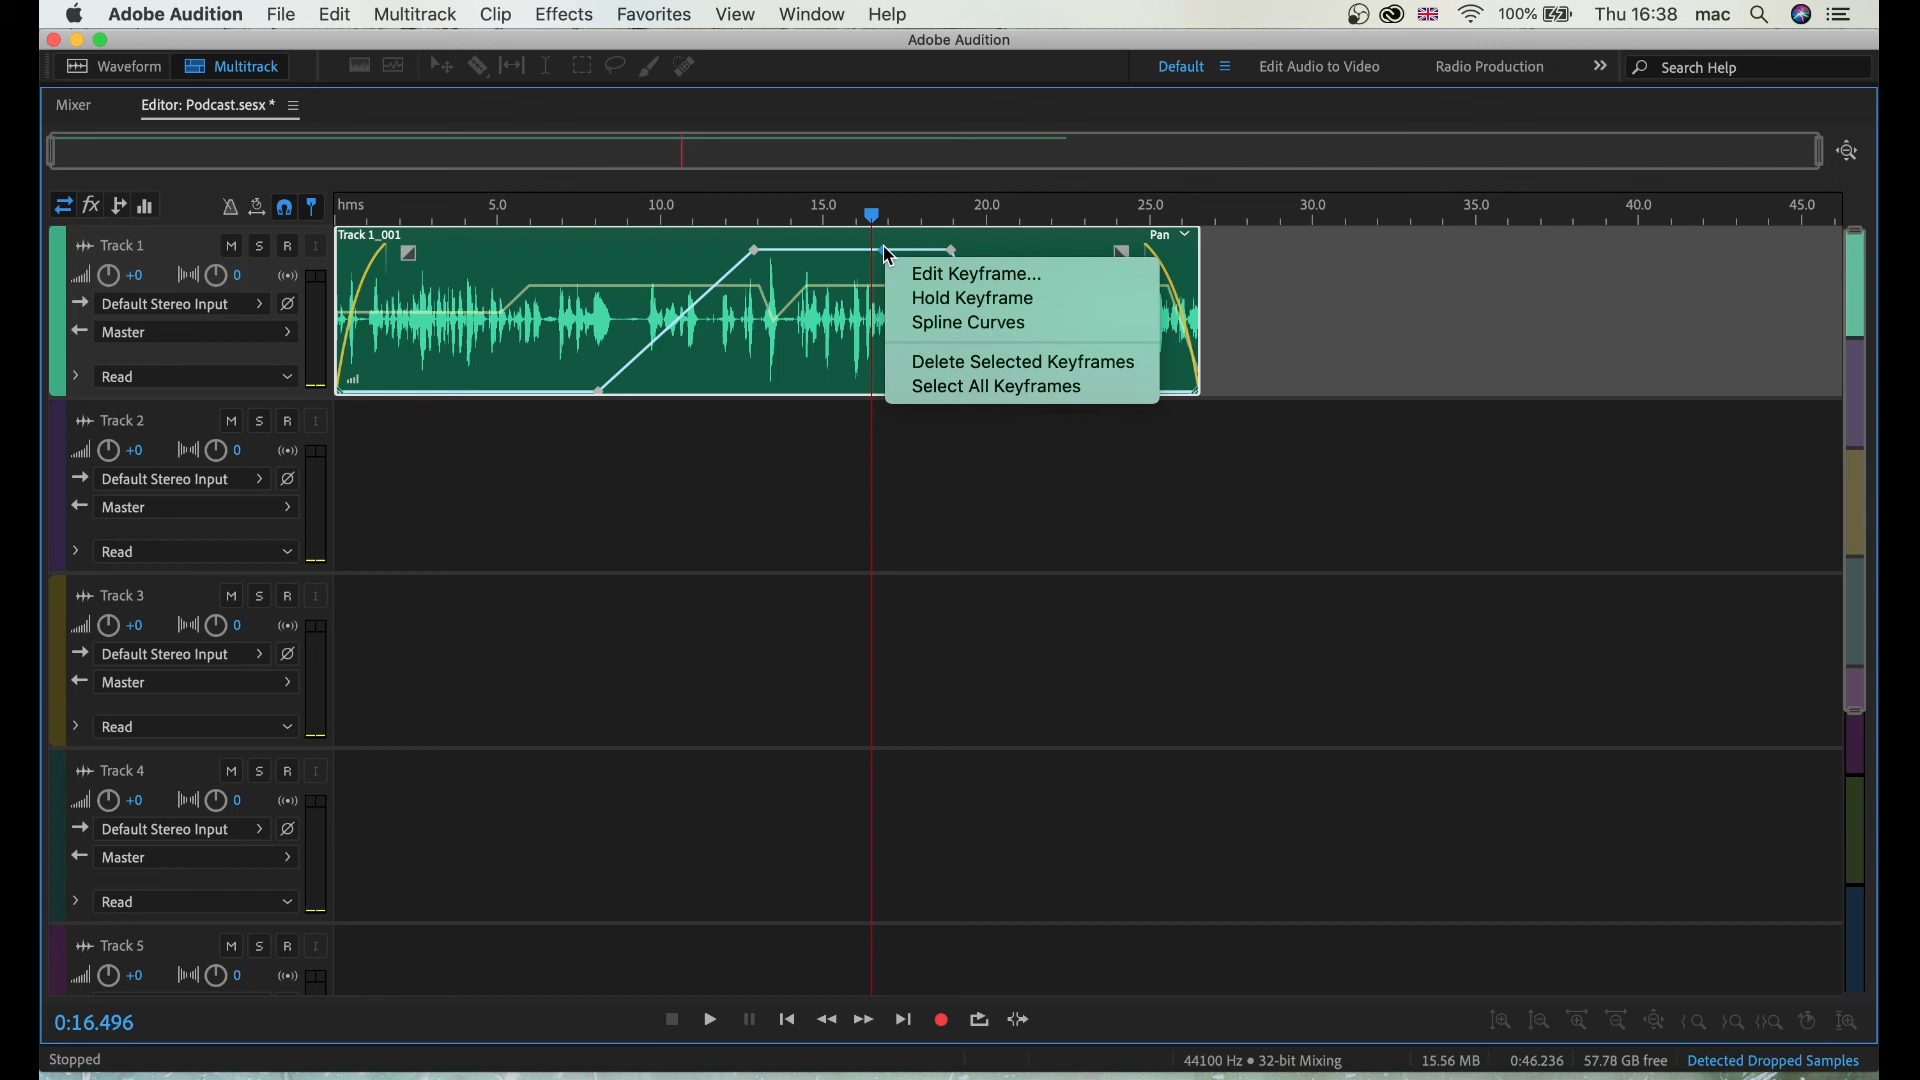 Adobe Audition File Edit Multitrack Clip Effects Favorites View Window Help 100% Thu 16:38 mac
Adobe Audition
Waveform Multitrack Default Edit Audio to Video Radio Production Search Help
Mixer Editor: Podcast.sesx *
hms 5.0 10.0 15.0 20.0 25.0 30.0 35.0 40.0 45.0
Track 1_001 Pan
Track 1 M S R I
+0 0
Default Stereo Input
Master
Read
Edit Keyframe...
Hold Keyframe
Spline Curves
Delete Selected Keyframes
Select All Keyframes
Track 2 M S R I
+0 0
Default Stereo Input
Master
Read
Track 3 M S R I
+0 0
Default Stereo Input
Master
Read
Track 4 M S R I
+0 0
Default Stereo Input
Master
Read
Track 5 M S R I
+0 0
0:16.496
Stopped 44100 Hz ● 32-bit Mixing 15.56 MB 0:46.236 57.78 GB free Detected Dropped Samples